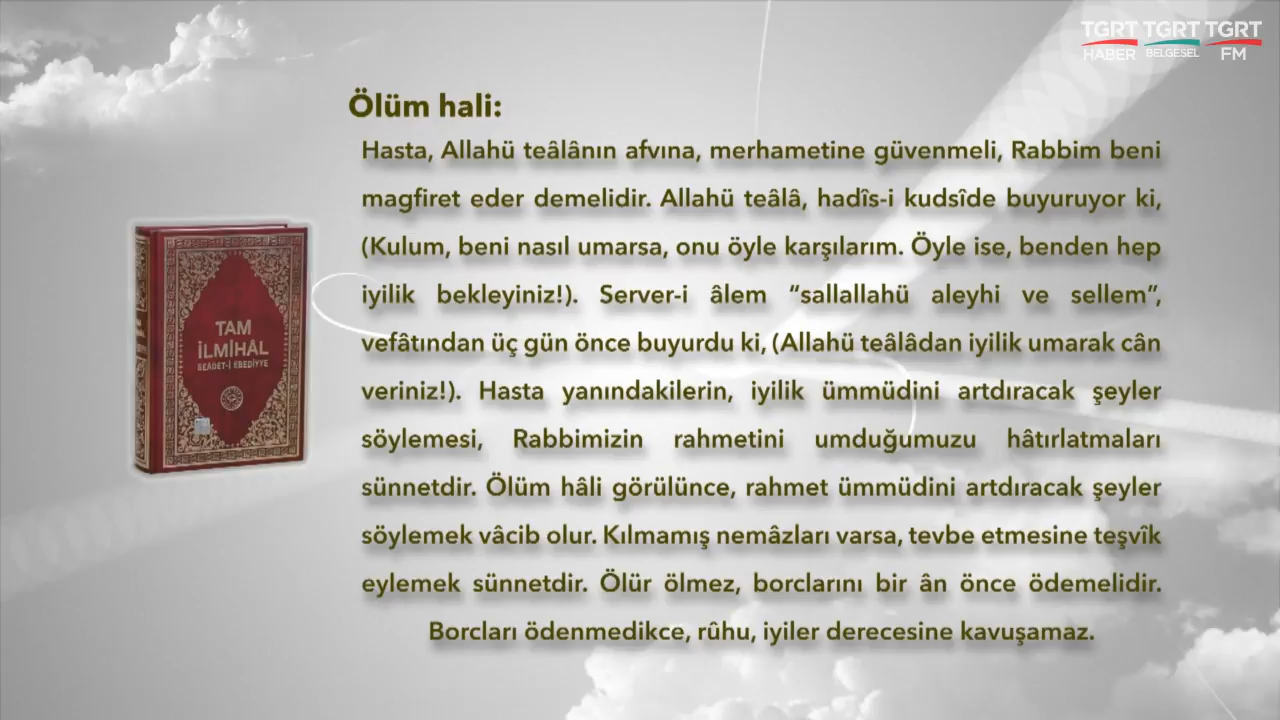 TGRT TGRT TGRT
HABER BELGESEL FM
Ölüm hali:
Hasta, Allahü teâlânın afvına, merhametine güvenmeli, Rabbim beni
magfiret eder demelidir. Allahü teâlâ, hadîs-i kudsîde buyuruyor ki,
(Kulum, beni nasıl umarsa, onu öyle karşılarım. Öyle ise, benden hep
iyilik bekleyiniz!). Server-i âlem “sallallahü aleyhi ve sellem”,
vefâtından üç gün önce buyurdu ki, (Allahü teâlâdan iyilik umarak cân
veriniz!). Hasta yanındakilerin, iyilik ümmüdini artdıracak şeyler
söylemesi, Rabbimizin rahmetini umduğumuzu hâtırlatmaları
sünnetdir. Ölüm hâli görülünce, rahmet ümmüdini artdıracak şeyler
söylemek vâcib olur. Kılmamış nemâzları varsa, tevbe etmesine teşvîk
eylemek sünnetdir. Ölür ölmez, borclarını bir ân önce ödemelidir.
Borcları ödenmedikce, rûhu, iyiler derecesine kavuşamaz.
TAM
İLMİHÂL
SEÂDET-İ EBEDİYYE